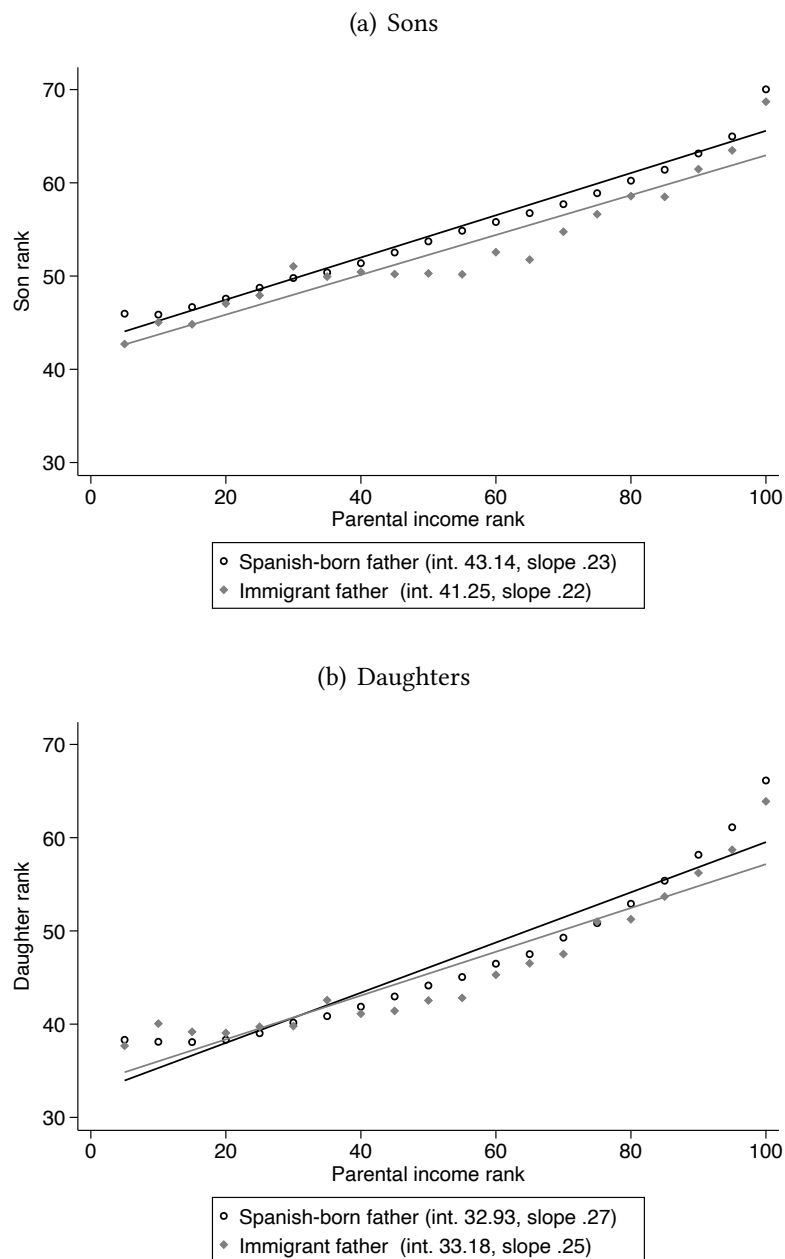 (a) Sons
70
60
50
40
30
Son rank
0 20 40 60 80 100
Parental income rank
Spanish-born father (int. 43.14, slope .23)
Immigrant father (int. 41.25, slope .22)
(b) Daughters
70
60
50
40
30
Daughter rank
0 20 40 60 80 100
Parental income rank
Spanish-born father (int. 32.93, slope .27)
Immigrant father (int. 33.18, slope .25)